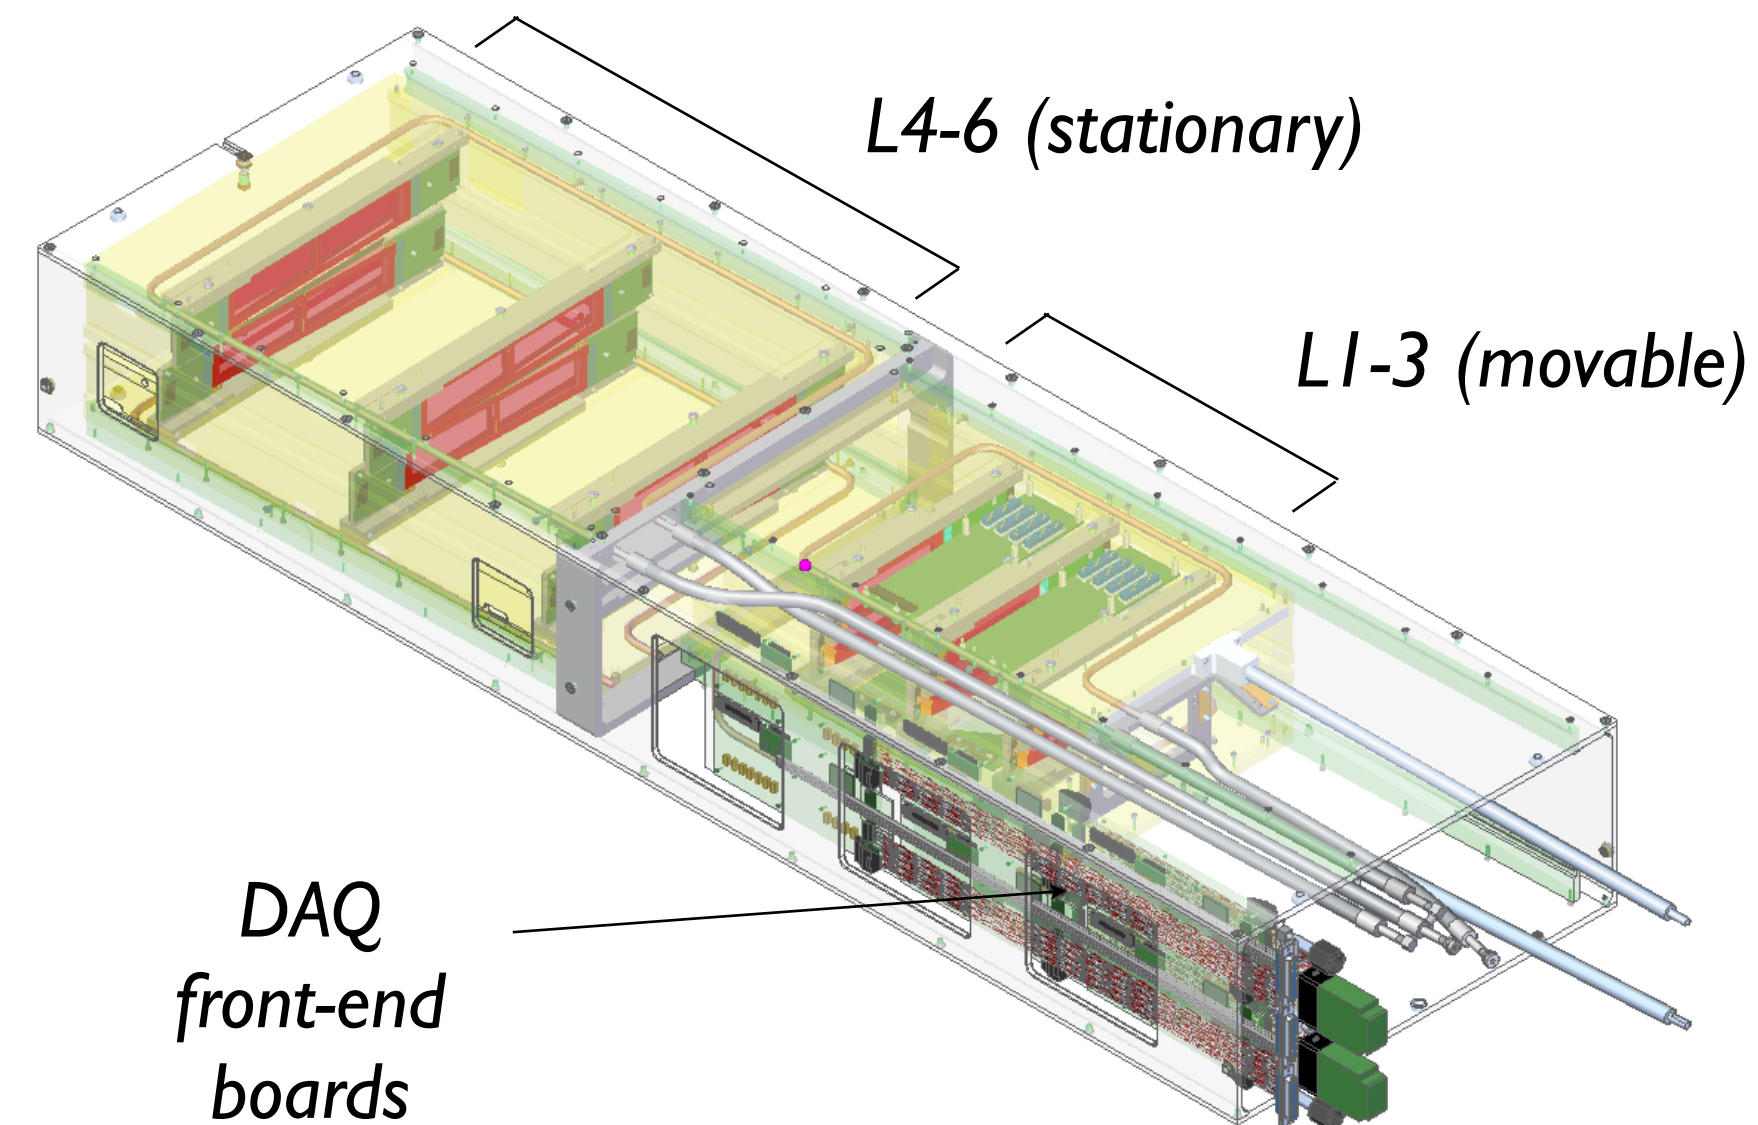 L4-6 (stationary)
L1-3 (movable)
DAQ
front-end
boards